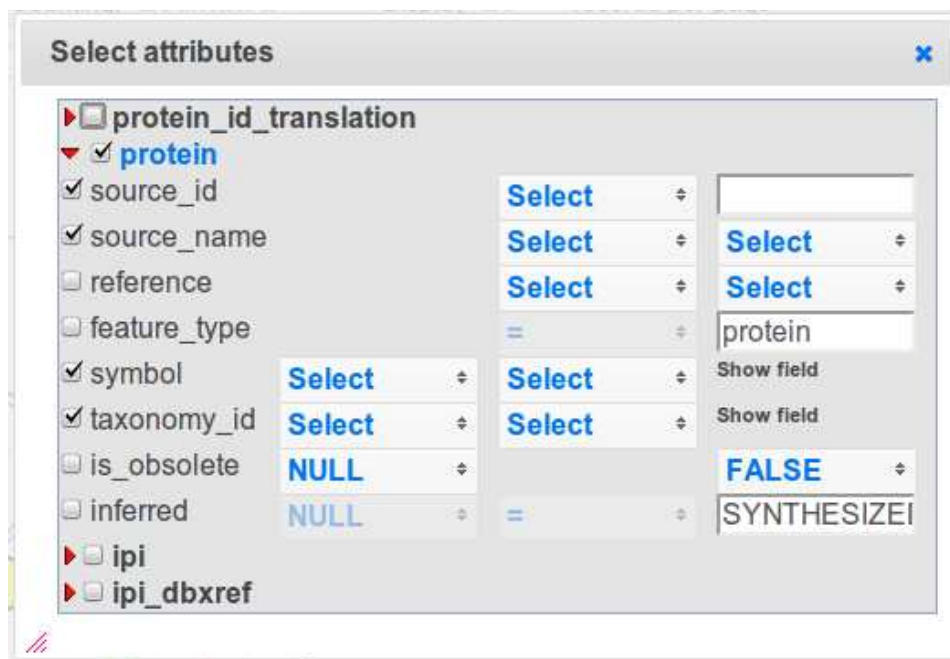 Select attributes
protein_id_translation
protein
source_id Select
source_name Select Select
reference Select Select
feature_type = protein
symbol Select Select Show field
taxonomy_id Select Select Show field
is_obsolete NULL FALSE
inferred NULL =
ipi
ipi_dbxref